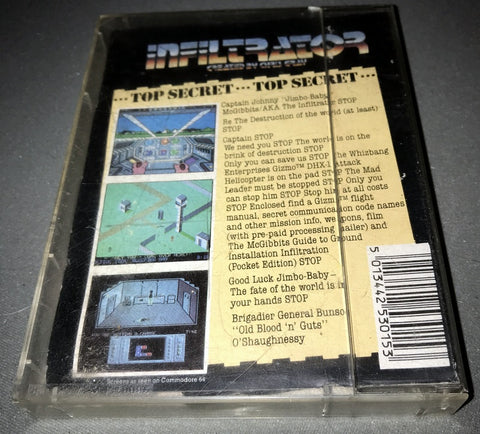 INFILTRATOR
... TOP SECRET ... TOP SECRET ...
Captain Johnny "Jimbo-Baby"
McGibbits/AKA The Infiltrator STOP
Re The Destruction of the world (at least)
STOP
Captain STOP
We need you STOP The world is on the
brink of destruction STOP
Only you can save us STOP The Whizbang
Enterprises Gizmo™ DHX-1 Attack
Helicopter is on the pad STOP The Mad
Leader must be stopped STOP Only you
can stop him STOP Stop him at all costs
STOP Enclosed find a Gizmo™ flight
manual, secret communication code names
and other mission info, weapons, film
(with pre-paid processing mailer) and
The McGibbits Guide to Ground
Installation Infiltration
(Pocket Edition) STOP
Good Luck Jimbo-Baby –
The fate of the world is in
your hands STOP
Brigadier General Bunso
"Old Blood 'n' Guts"
O'Shaughnessy
Screens as seen on Commodore 64
5 013442 530153